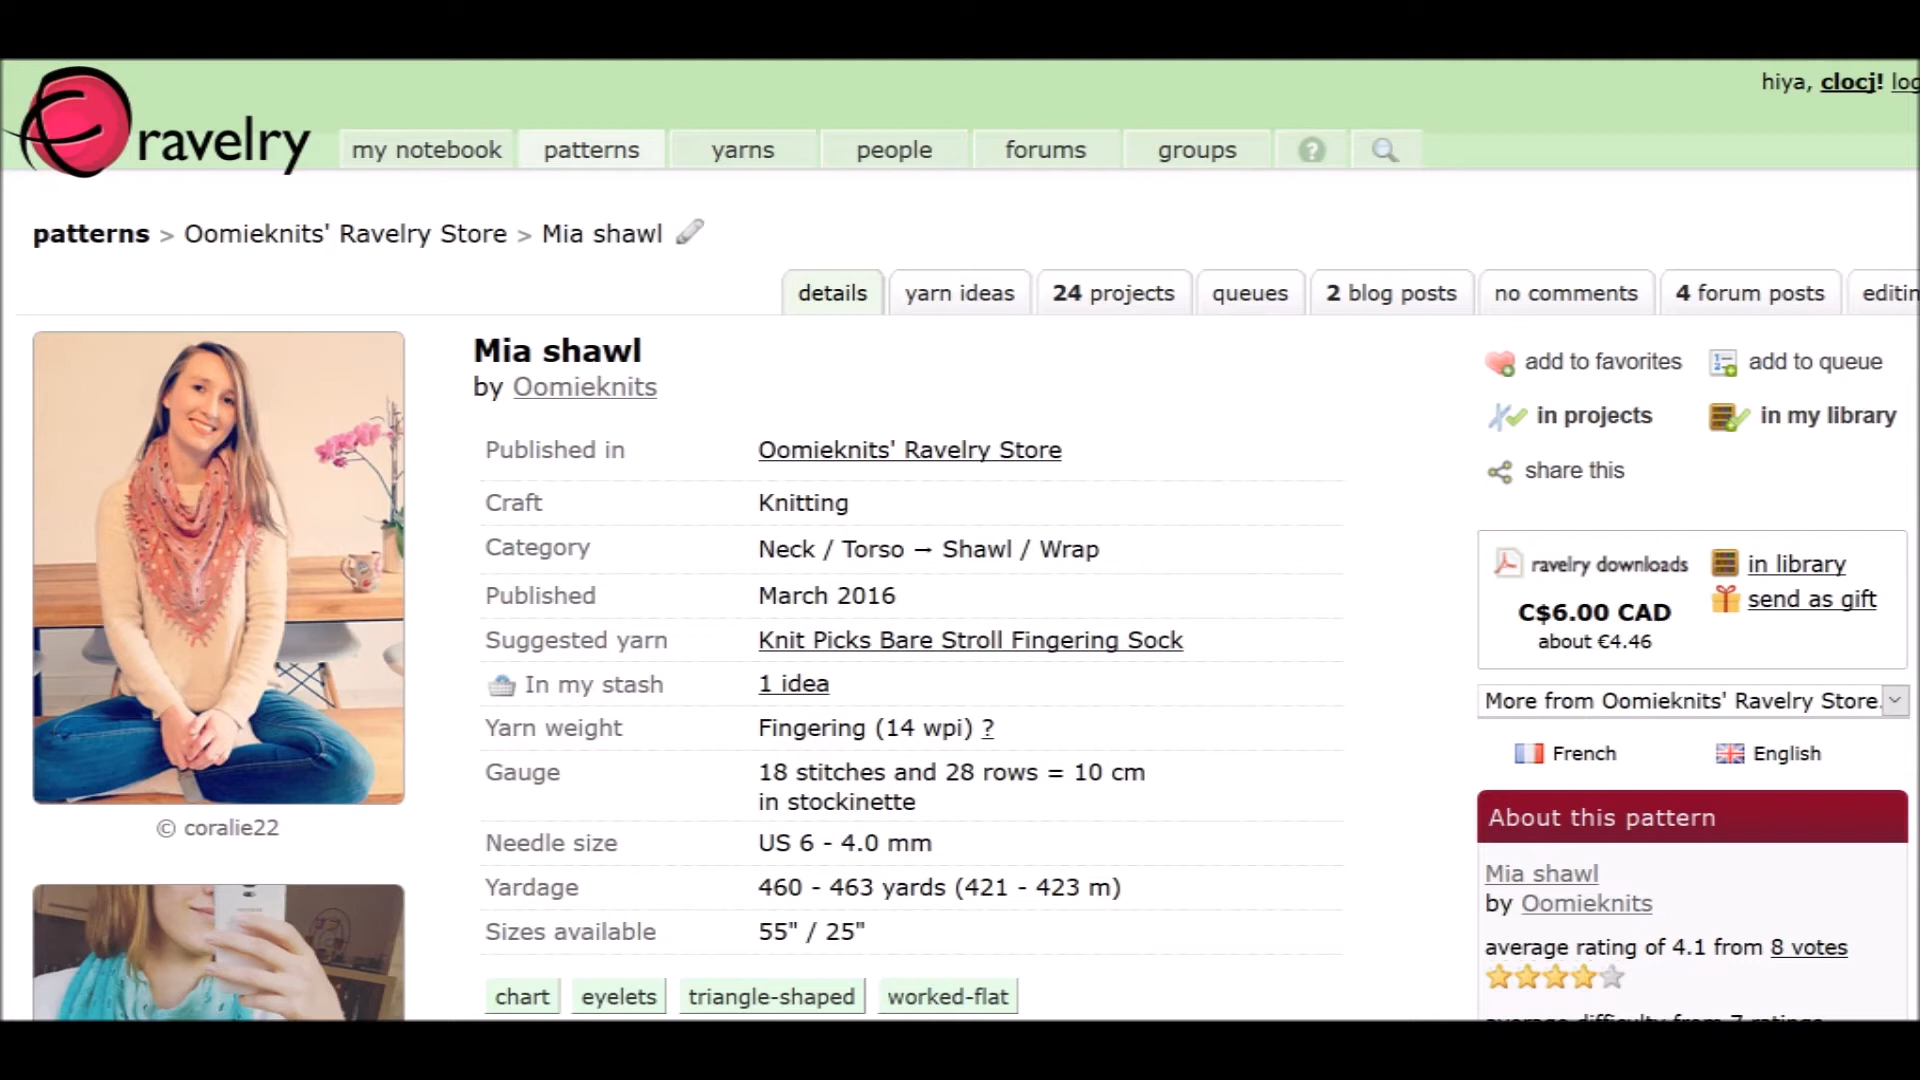 hiya, clocj! log
ravelry
my notebook
patterns
yarns
people
forums
groups
?
patterns > Oomieknits' Ravelry Store > Mia shawl
details
yarn ideas
24 projects
queues
2 blog posts
no comments
4 forum posts
editin
Mia shawl
by Oomieknits
Published in Oomieknits' Ravelry Store
Craft Knitting
Category Neck / Torso → Shawl / Wrap
Published March 2016
Suggested yarn Knit Picks Bare Stroll Fingering Sock
In my stash 1 idea
Yarn weight Fingering (14 wpi) ?
Gauge 18 stitches and 28 rows = 10 cm
in stockinette
Needle size US 6 - 4.0 mm
Yardage 460 - 463 yards (421 - 423 m)
Sizes available 55" / 25"
chart
eyelets
triangle-shaped
worked-flat
© coralie22
add to favorites
add to queue
in projects
in my library
share this
ravelry downloads
in library
C$6.00 CAD
send as gift
about €4.46
More from Oomieknits' Ravelry Store.
French
English
About this pattern
Mia shawl
by Oomieknits
average rating of 4.1 from 8 votes
average difficulty from 7 ratings